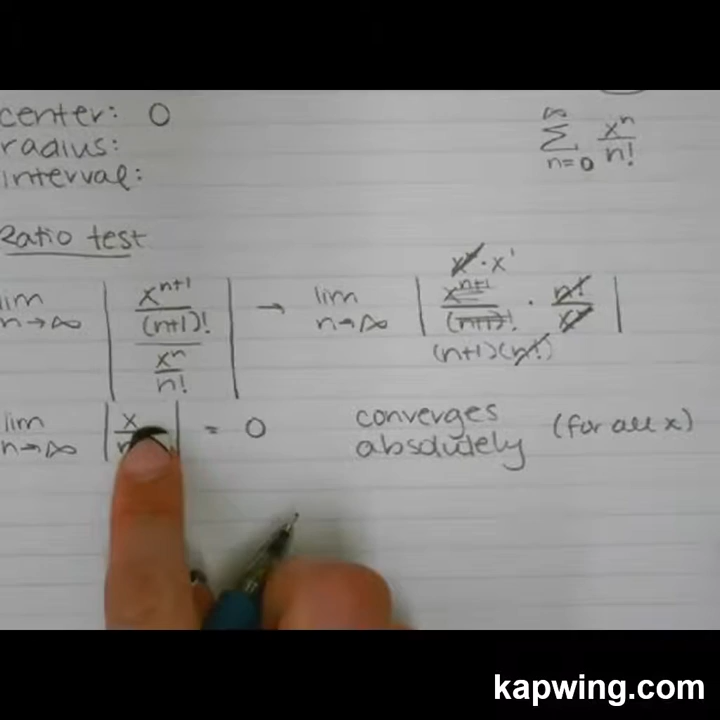 center: 0
radius:
interval:
∞
Σ xⁿ/n!
n=0
Ratio test
lim n→∞ | (xⁿ⁺¹/(n+1)!) / (xⁿ/n!) | → lim n→∞ | xⁿ⁺¹/(n+1)! · n!/xⁿ |
xⁿ · x¹
(n+1)(n!)
lim n→∞ | x/ | = 0 converges absolutely (for all x)
kapwing.com